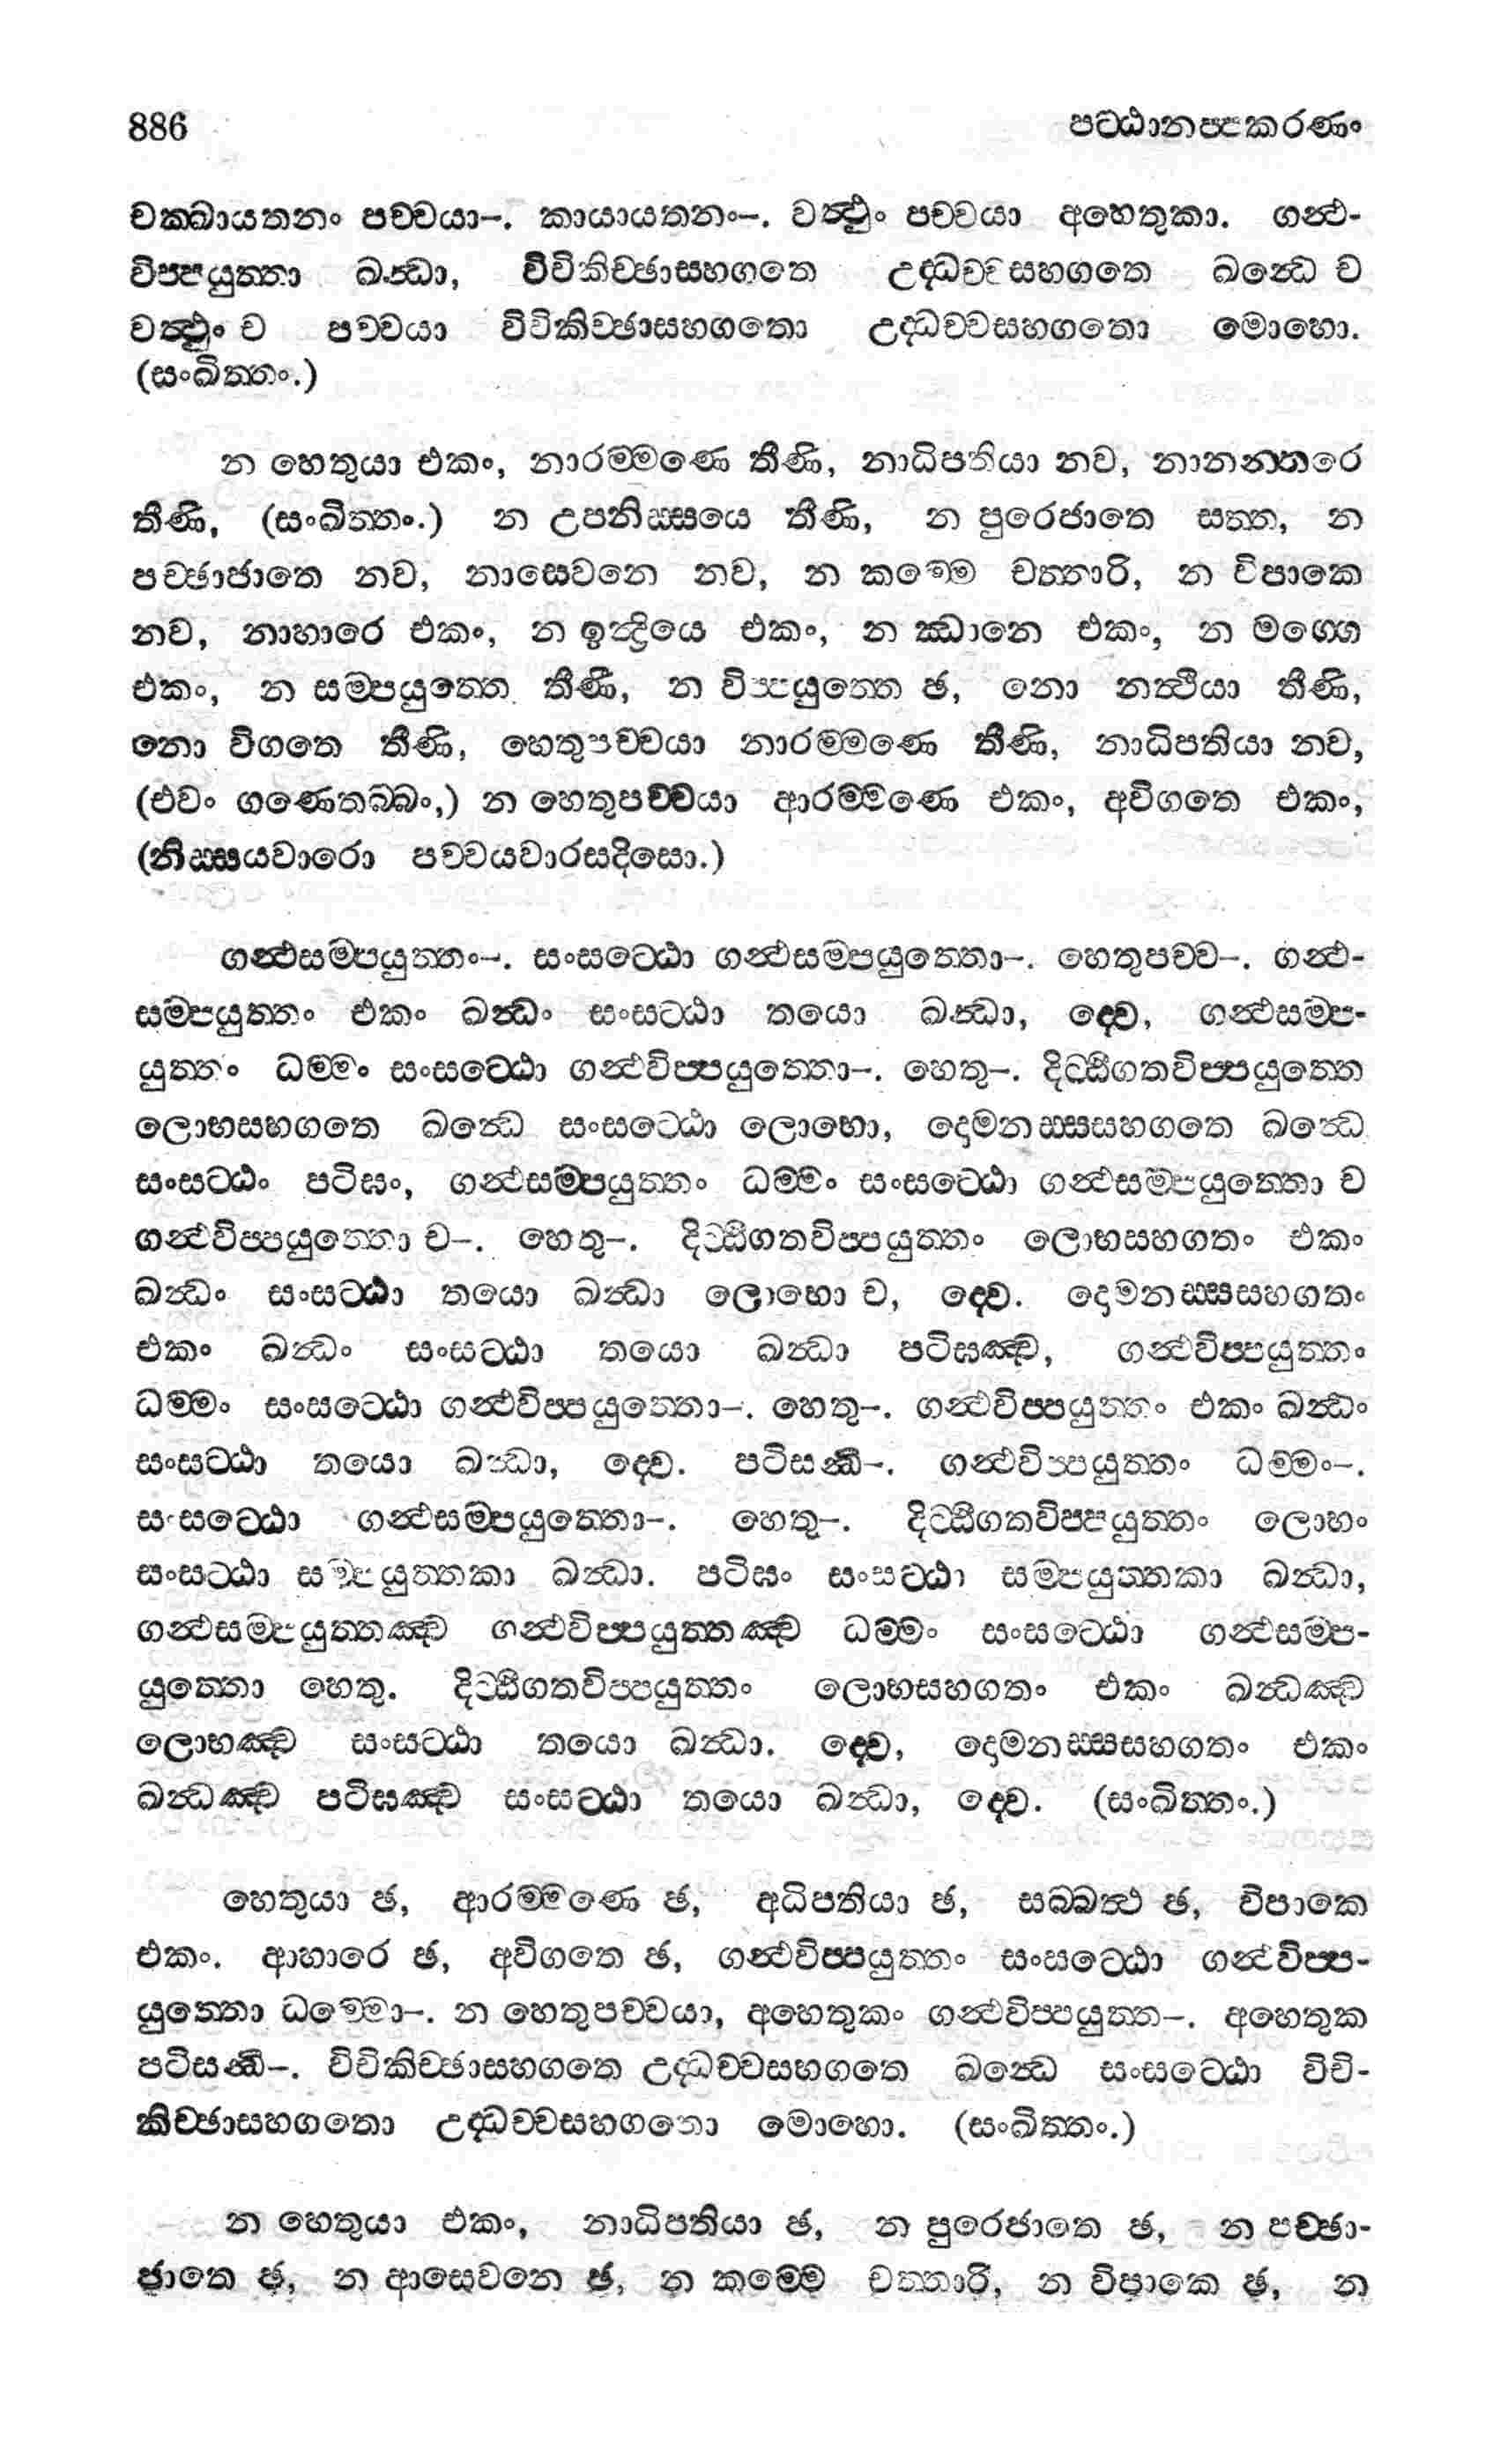 886 පට්ඨානප්පකරණං
චක්ඛායතනං පච්චයා–. කායායතනං–. වත්ථුං පච්චයා අහෙතුකා. ගන්ථ-
විප්පයුත්තා ඛන්ධා, විචිකිච්ඡාසහගතෙ උද්ධච්චසහගතෙ ඛන්ධෙ ච
වත්ථුං ච පච්චයා විචිකිච්ඡාසහගතො උද්ධච්චසහගතො මොහො.
(සංඛිත්තං.)
න හෙතුයා එකං, නාරම්මණෙ තීණි, නාධිපතියා නව, නානන්තරෙ
තීණි, (සංඛිත්තං.) න උපනිස්සයෙ තීණි, න පුරෙජාතෙ සත්ත, න
පච්ඡාජාතෙ නව, නාසෙවනෙ නව, න කම්මෙ චත්තාරි, න විපාකෙ
නව, නාහාරෙ එකං, න ඉන්ද්‍රියෙ එකං, න ඣානෙ එකං, න මග්ගෙ
එකං, න සම්පයුත්තෙ තීණි, න විප්පයුත්තෙ ඡ, නො නත්ථියා තීණි,
නො විගතෙ තීණි, හෙතුපච්චයා නාරම්මණෙ තීණි, නාධිපතියා නව,
(එවං ගණෙතබ්බං,) න හෙතුපච්චයා ආරම්මණෙ එකං, අවිගතෙ එකං,
(නිස්සයවාරො පච්චයවාරසදිසො.)
ගන්ථසම්පයුත්තං–. සංසට්ඨො ගන්ථසම්පයුත්තො–. හෙතුපච්ච–. ගන්ථ-
සම්පයුත්තං එකං ඛන්ධං සංසට්ඨා තයො ඛන්ධා, ද්වෙ, ගන්ථසම්ප-
යුත්තං ධම්මං සංසට්ඨො ගන්ථවිප්පයුත්තො–. හෙතු–. දිට්ඨිගතවිප්පයුත්තෙ
ලොභසහගතෙ ඛන්ධෙ සංසට්ඨො ලොභො, දොමනස්සසහගතෙ ඛන්ධෙ
සංසට්ඨං පටිඝං, ගන්ථසම්පයුත්තං ධම්මං සංසට්ඨො ගන්ථසම්පයුත්තො ච
ගන්ථවිප්පයුත්තො ච–. හෙතු–. දිට්ඨිගතවිප්පයුත්තං ලොභසහගතං එකං
ඛන්ධං සංසට්ඨා තයො ඛන්ධා ලොභො ච, ද්වෙ. දොමනස්සසහගතං
එකං ඛන්ධං සංසට්ඨා තයො ඛන්ධා පටිඝඤ්ච, ගන්ථවිප්පයුත්තං
ධම්මං සංසට්ඨො ගන්ථවිප්පයුත්තො–. හෙතු–. ගන්ථවිප්පයුත්තං එකං ඛන්ධං
සංසට්ඨා තයො ඛන්ධා, ද්වෙ. පටිසන්ධි–. ගන්ථවිප්පයුත්තං ධම්මං–.
සංසට්ඨො ගන්ථසම්පයුත්තො–. හෙතු–. දිට්ඨිගතවිප්පයුත්තං ලොභං
සංසට්ඨා සම්පයුත්තකා ඛන්ධා. පටිඝං සංසට්ඨා සම්පයුත්තකා ඛන්ධා,
ගන්ථසම්පයුත්තඤ්ච ගන්ථවිප්පයුත්තඤ්ච ධම්මං සංසට්ඨො ගන්ථසම්ප-
යුත්තො හෙතු. දිට්ඨිගතවිප්පයුත්තං ලොභසහගතං එකං ඛන්ධඤ්ච
ලොභඤ්ච සංසට්ඨා තයො ඛන්ධා. ද්වෙ, දොමනස්සසහගතං එකං
ඛන්ධඤ්ච පටිඝඤ්ච සංසට්ඨා තයො ඛන්ධා, ද්වෙ. (සංඛිත්තං.)
හෙතුයා ඡ, ආරම්මණෙ ඡ, අධිපතියා ඡ, සබ්බත්ථ ඡ, විපාකෙ
එකං. ආහාරෙ ඡ, අවිගතෙ ඡ, ගන්ථවිප්පයුත්තං සංසට්ඨො ගන්ථවිප්ප-
යුත්තො ධම්මො–. න හෙතුපච්චයා, අහෙතුකං ගන්ථවිප්පයුත්ත–. අහෙතුක
පටිසන්ධි–. විචිකිච්ඡාසහගතෙ උද්ධච්චසහගතෙ ඛන්ධෙ සංසට්ඨො විචි-
කිච්ඡාසහගතො උද්ධච්චසහගතො මොහො. (සංඛිත්තං.)
න හෙතුයා එකං, නාධිපතියා ඡ, න පුරෙජාතෙ ඡ, න පච්ඡා-
ජාතෙ ඡ, න ආසෙවනෙ ඡ, න කම්මෙ චත්තාරි, න විපාකෙ ඡ, න